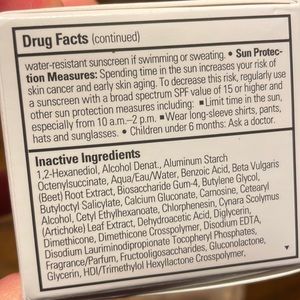 Drug Facts (continued)
water-resistant sunscreen if swimming or sweating. • Sun Protec-
tion Measures: Spending time in the sun increases your risk of
skin cancer and early skin aging. To decrease this risk, regularly use
a sunscreen with a broad spectrum SPF value of 15 or higher and
other sun protection measures including: ■ Limit time in the sun,
especially from 10 a.m.–2 p.m. ■ Wear long-sleeve shirts, pants,
hats and sunglasses. • Children under 6 months: Ask a doctor.
Inactive Ingredients
1,2-Hexanediol, Alcohol Denat., Aluminum Starch
Octenylsuccinate, Aqua/Eau/Water, Benzoic Acid, Beta Vulgaris
(Beet) Root Extract, Biosaccharide Gum-4, Butylene Glycol,
Butyloctyl Salicylate, Calcium Gluconate, Carnosine, Cetearyl
Alcohol, Cetyl Ethylhexanoate, Chlorphenesin, Cynara Scolymus
(Artichoke) Leaf Extract, Dehydroacetic Acid, Diglycerin,
Dimethicone, Dimethicone Crosspolymer, Disodium EDTA,
Disodium Lauriminodipropionate Tocopheryl Phosphates,
Fragrance/Parfum, Fructooligosaccharides, Gluconolactone,
Glycerin, HDI/Trimethylol Hexyllactone Crosspolymer,